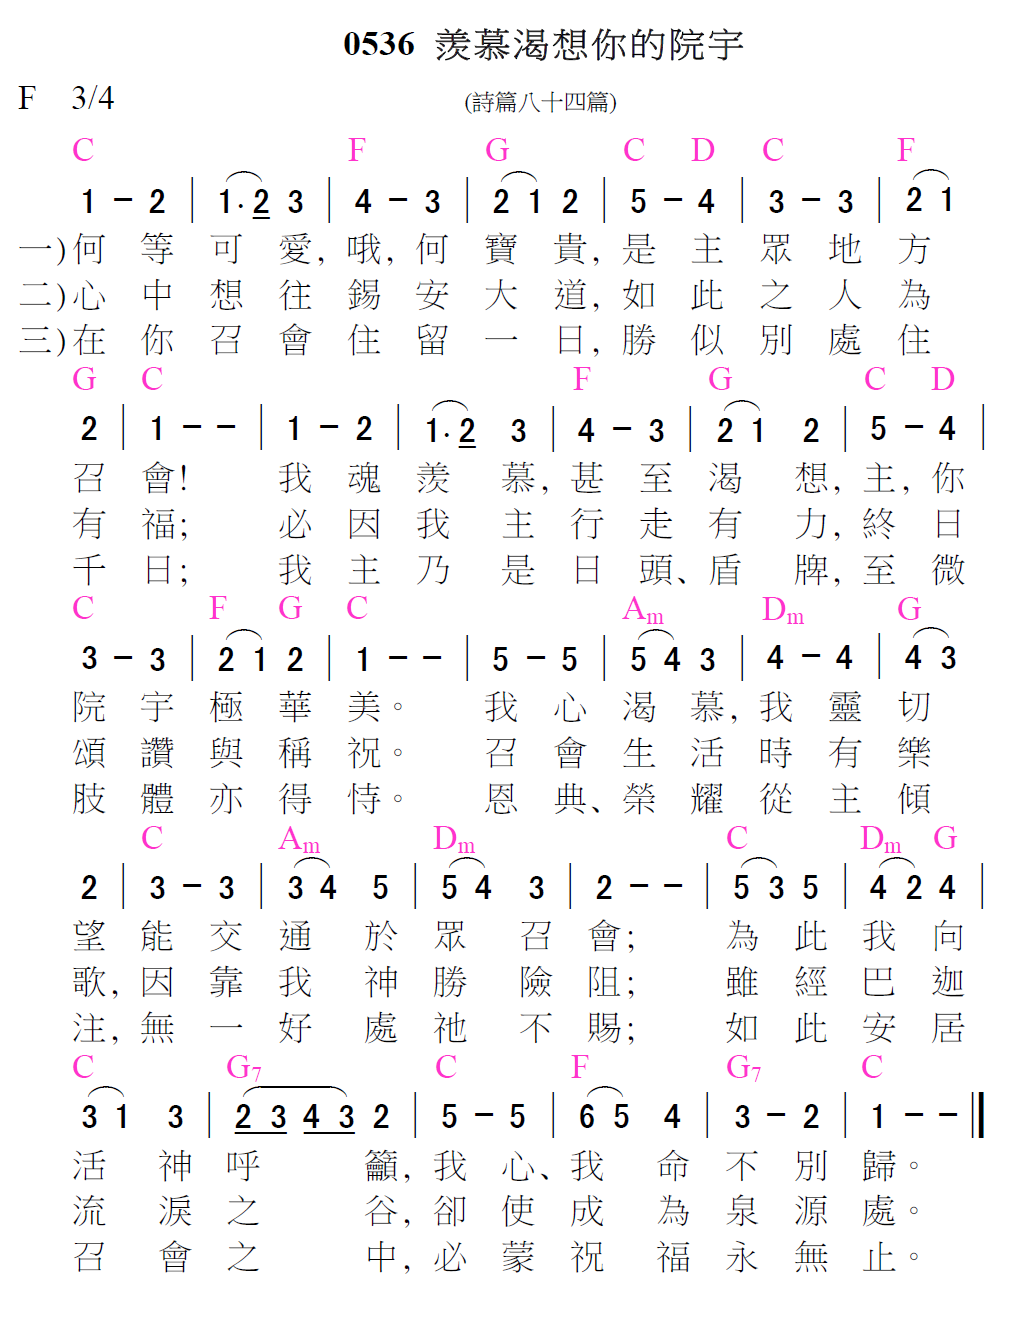 0536 羨慕渴想你的院宇
F 3/4 (詩篇八十四篇)
C F G C D C F
1 - 2 | 1· 2 3 | 4 - 3 | 2 1 2 | 5 - 4 | 3 - 3 | 2 1
一)何等可愛,哦,何寶貴,是主眾地方
二)心中想往錫安大道,如此之人為
三)在你召會住留一日,勝似別處住
G C F G C D
2 | 1 - - | 1 - 2 | 1· 2 3 | 4 - 3 | 2 1 2 | 5 - 4 |
召會! 我魂羨慕,甚至渴想,主,你
有福; 必因我主行走有力,終日
千日; 我主乃是日頭、盾牌,至微
C F G C Am Dm G
3 - 3 | 2 1 2 | 1 - - | 5 - 5 | 5 4 3 | 4 - 4 | 4 3
院宇極華美。 我心渴慕,我靈切
頌讚與稱祝。 召會生活時有樂
肢體亦得恃。 恩典、榮耀從主傾
C Am Dm C Dm G
2 | 3 - 3 | 3 4 5 | 5 4 3 | 2 - - | 5 3 5 | 4 2 4 |
望能交通於眾召會; 為此我向
歌,因靠我神勝險阻; 雖經巴迦
注,無一好處祂不賜; 如此安居
C G7 C F G7 C
3 1 3 | 2 3 4 3 2 | 5 - 5 | 6 5 4 | 3 - 2 | 1 - - ‖
活神呼籲,我心、我命不別歸。
流淚之谷,卻使成為泉源處。
召會之中,必蒙祝福永無止。